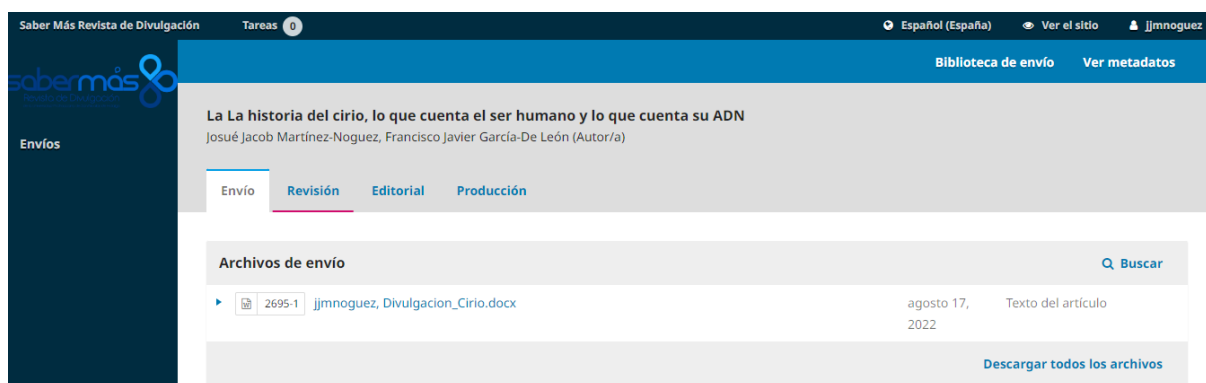 Saber Más Revista de Divulgación Tareas 0 Español (España) Ver el sitio jjmnoguez
sabermás
Revista de Divulgación
Biblioteca de envío Ver metadatos
La La historia del cirio, lo que cuenta el ser humano y lo que cuenta su ADN
Josué Jacob Martínez-Noguez, Francisco Javier García-De León (Autor/a)
Envíos
Envío Revisión Editorial Producción
Archivos de envío Buscar
2695-1 jjmnoguez, Divulgacion_Cirio.docx agosto 17, Texto del artículo
2022
Descargar todos los archivos